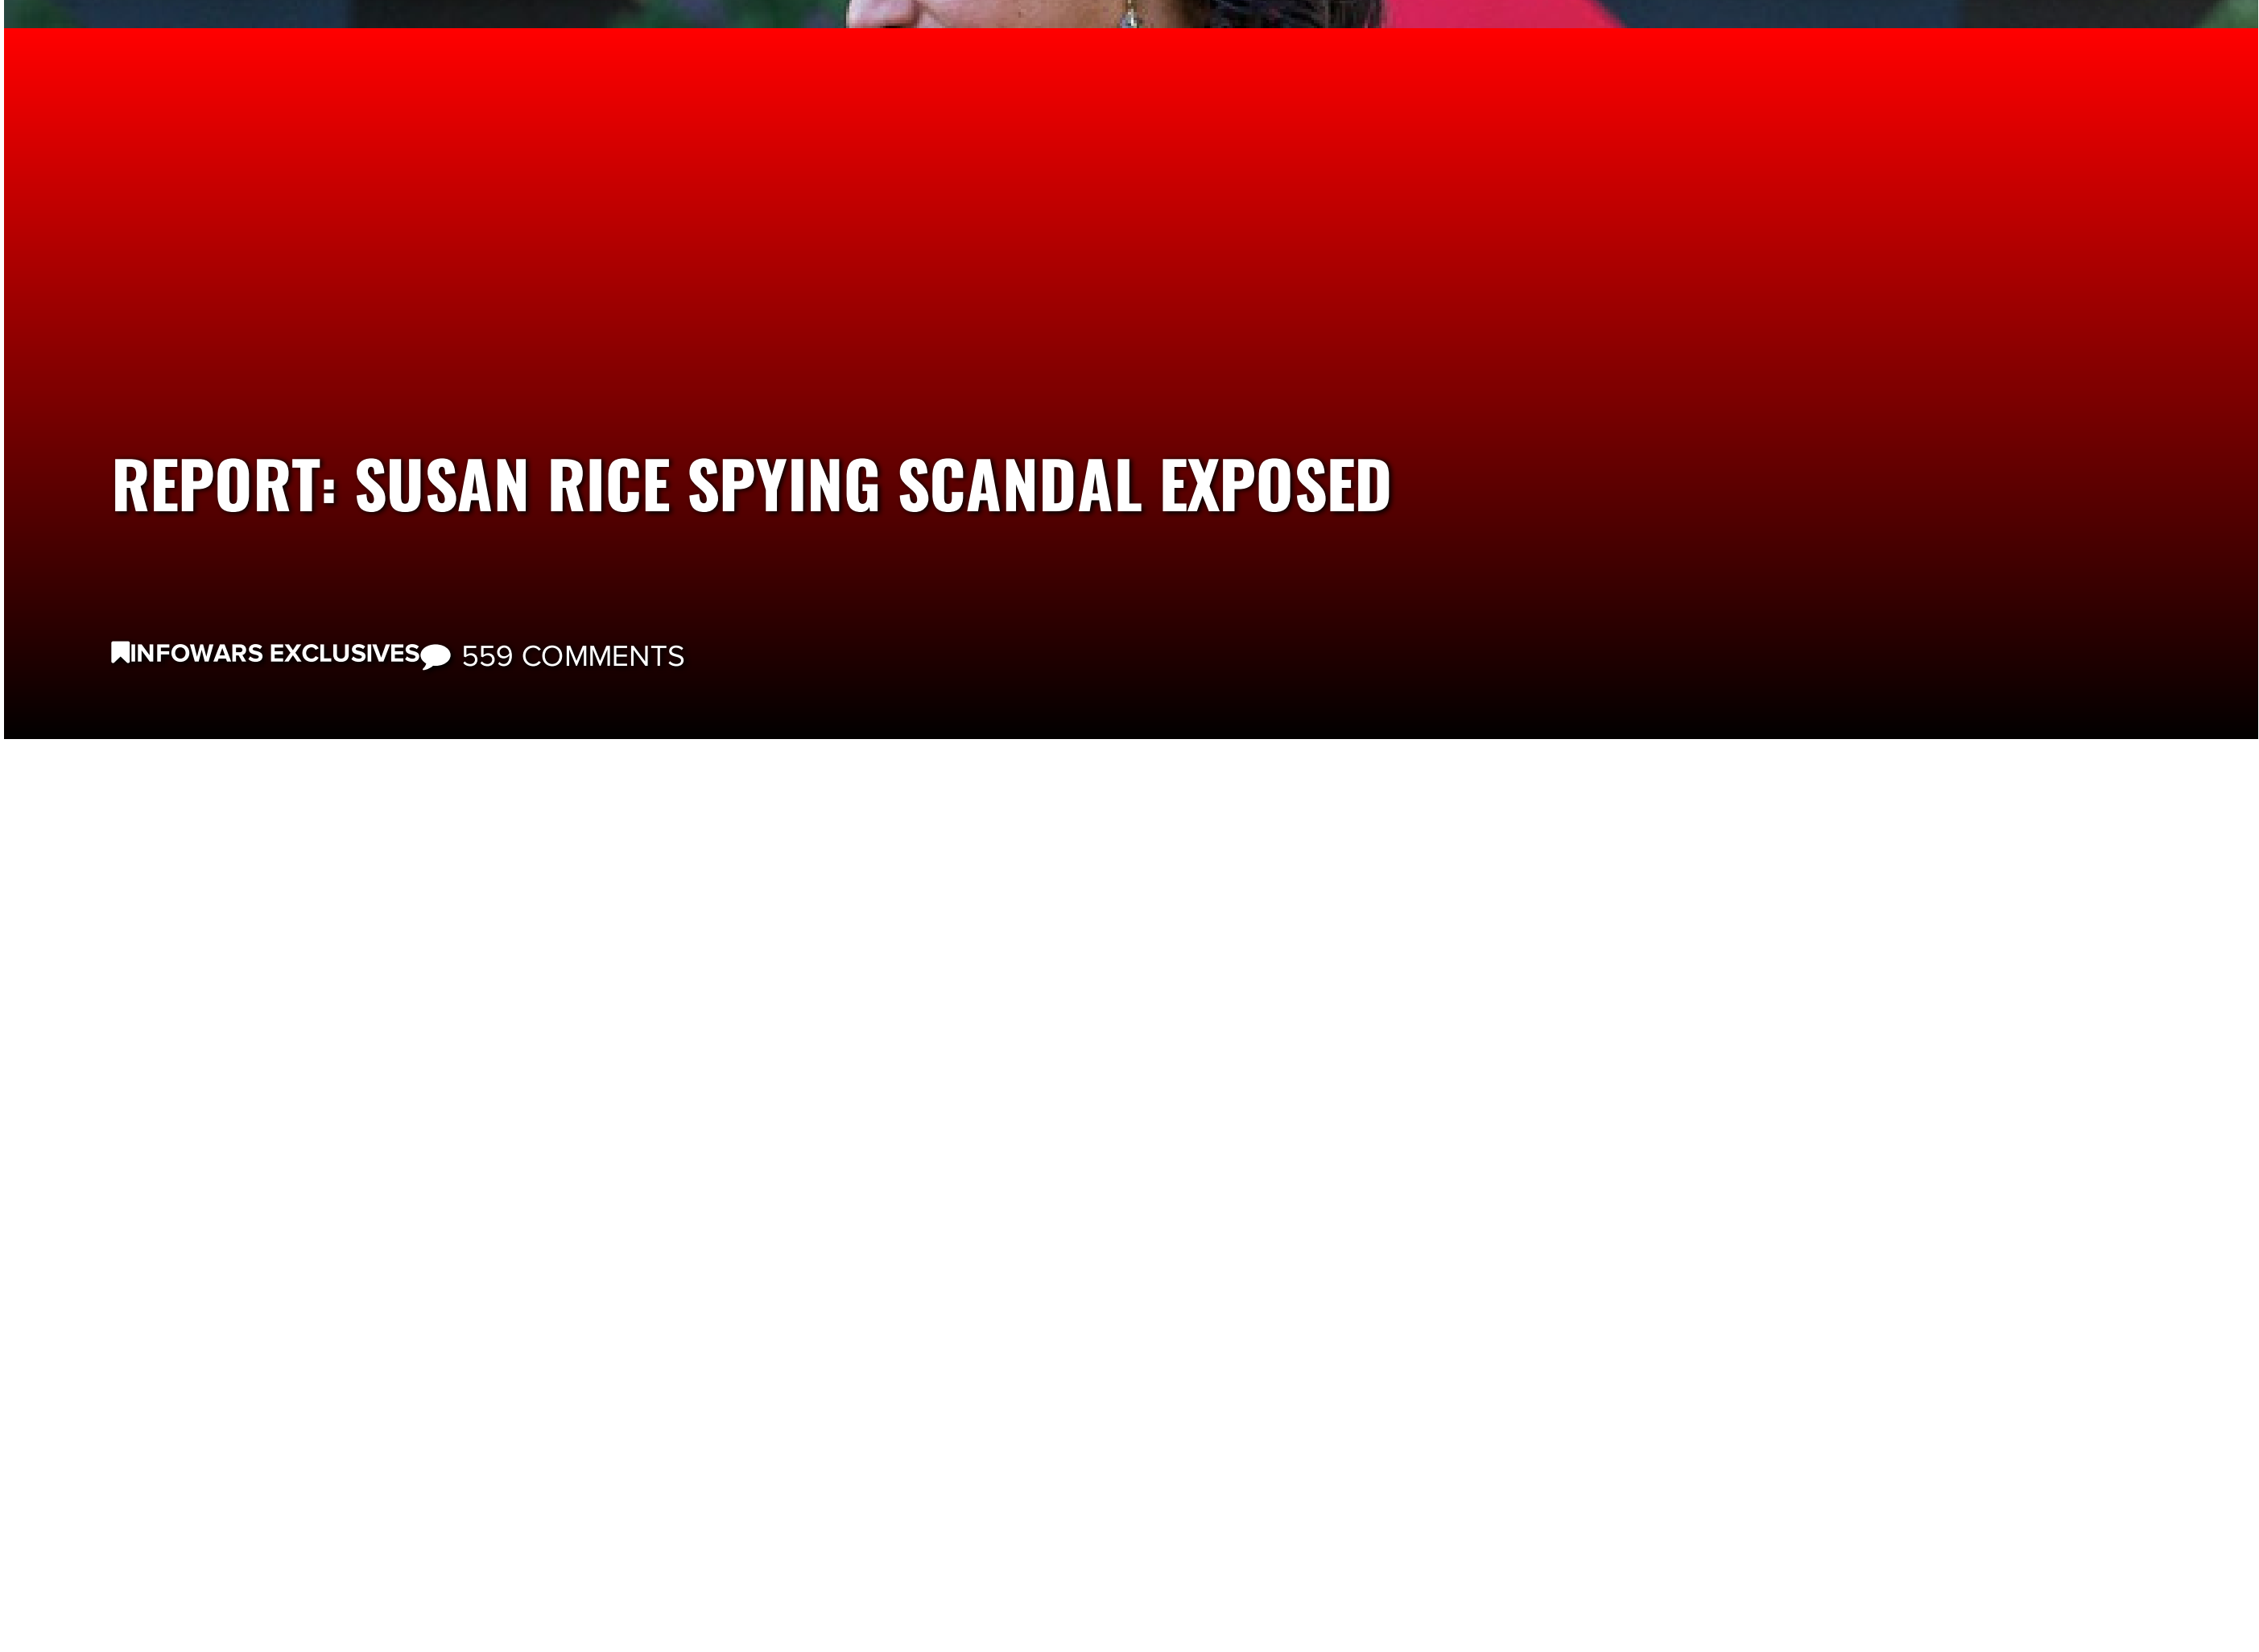 REPORT: SUSAN RICE SPYING SCANDAL EXPOSED
INFOWARS EXCLUSIVES 559 COMMENTS